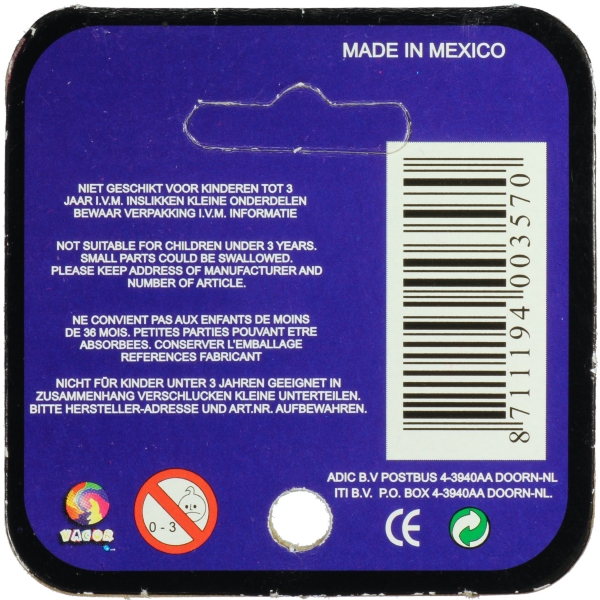 MADE IN MEXICO
NIET GESCHIKT VOOR KINDEREN TOT 3
JAAR I.V.M. INSLIKKEN KLEINE ONDERDELEN
BEWAAR VERPAKKING I.V.M. INFORMATIE
NOT SUITABLE FOR CHILDREN UNDER 3 YEARS.
SMALL PARTS COULD BE SWALLOWED.
PLEASE KEEP ADDRESS OF MANUFACTURER AND
NUMBER OF ARTICLE.
NE CONVIENT PAS AUX ENFANTS DE MOINS
DE 36 MOIS. PETITES PARTIES POUVANT ETRE
ABSORBEES. CONSERVER L'EMBALLAGE
REFERENCES FABRICANT
NICHT FÜR KINDER UNTER 3 JAHREN GEEIGNET IN
ZUSAMMENHANG VERSCHLUCKEN KLEINE UNTERTEILEN.
BITTE HERSTELLER-ADRESSE UND ART.NR. AUFBEWAHREN.
8 711194 003570
ADIC B.V POSTBUS 4-3940AA DOORN-NL
ITI B.V. P.O. BOX 4-3940AA DOORN-NL.
VACOR
0 - 3
CE